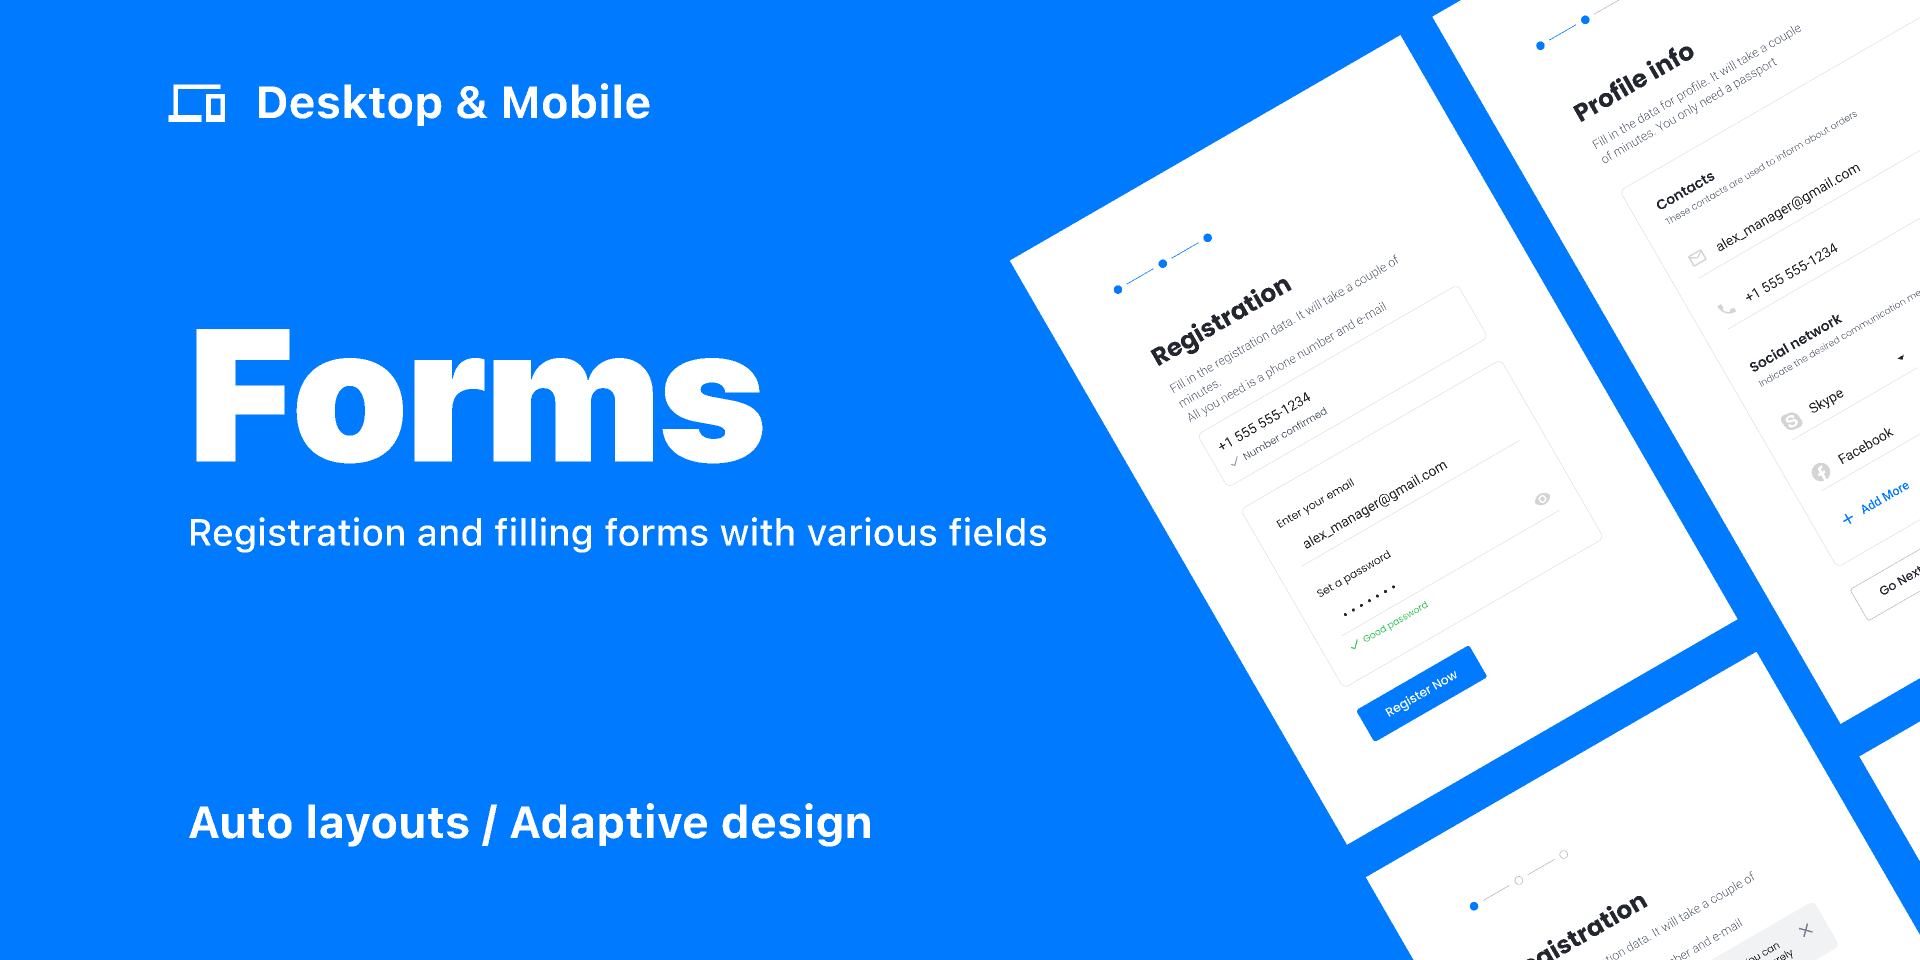 Desktop & Mobile
Forms
Registration and filling forms with various fields
Auto layouts / Adaptive design
Registration
Fill in the registration data. It will take a couple of
minutes.
All you need is a phone number and e-mail
+1 555 555-1234
Number confirmed
Enter your email
alex_manager@gmail.com
Set a password
Good password
Register Now
Profile info
Fill in the data for profile. It will take a couple
of minutes. You only need a passport
Contacts
These contacts are used to inform about orders
alex_manager@gmail.com
+1 555 555-1234
Social network
Indicate the desired communication
Skype
Facebook
Add More
Go Next
data. It will take a couple of
and e-mail
can